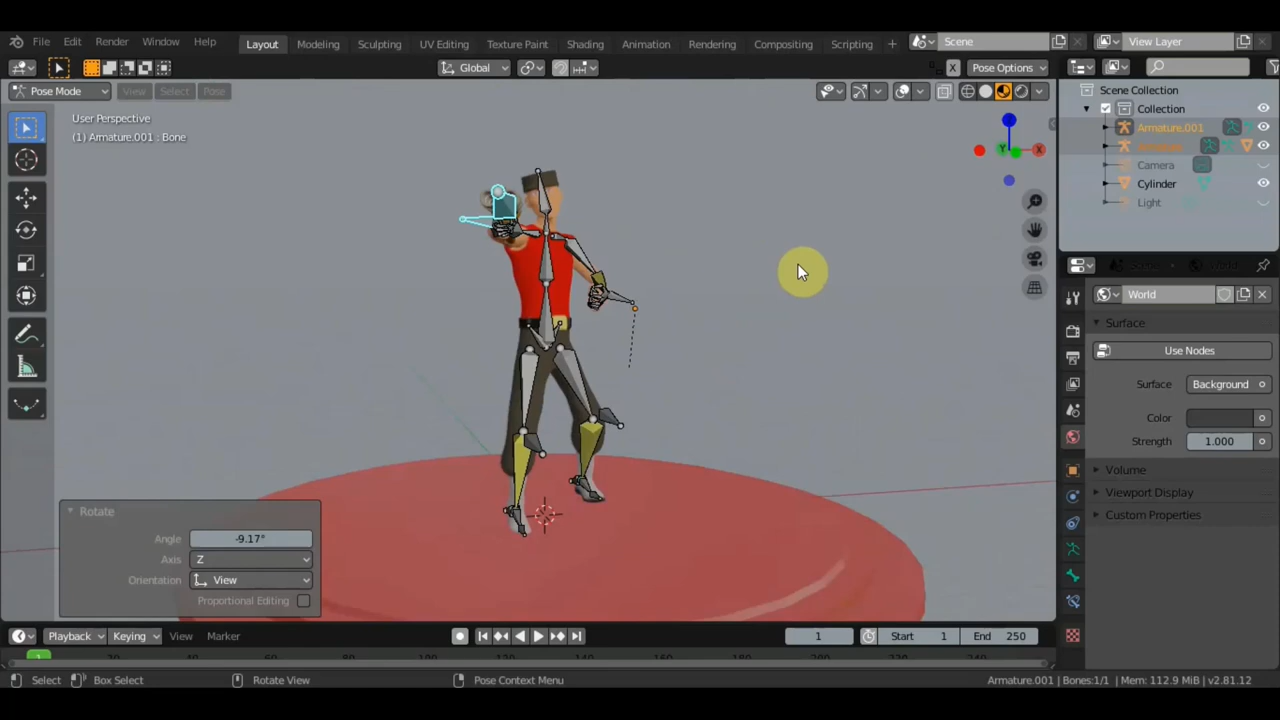 File Edit Render Window Help
Layout Modeling Sculpting UV Editing Texture Paint Shading Animation Rendering Compositing Scripting +
Scene
View Layer
Global
X
Pose Options
Pose Mode
View Select Pose
User Perspective
(1) Armature.001 : Bone
X
Y
Scene Collection
Collection
Armature.001
Camera
Cylinder
Light
World
Surface
Use Nodes
Surface Background
Color
Strength 1.000
Volume
Viewport Display
Custom Properties
Rotate
Angle -9.17°
Axis Z
Orientation View
Proportional Editing
Playback Keying View Marker
1
Start 1
End 250
Select
Box Select
Rotate View
Pose Context Menu
Armature.001 | Bones:1/1 | Mem: 112.9 MiB | v2.81.12